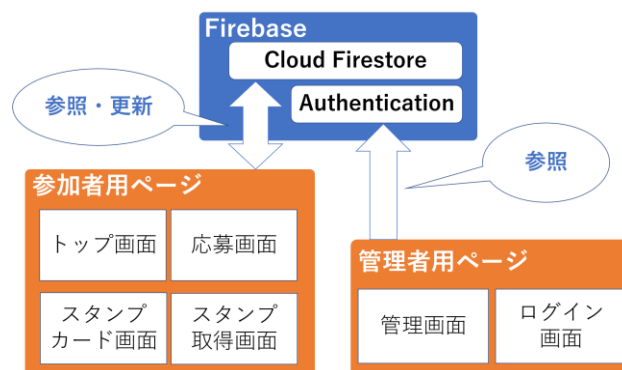 Firebase
Cloud Firestore
Authentication
参照・更新
参照
参加者用ページ
トップ画面
応募画面
スタンプ
カード画面
スタンプ
取得画面
管理者用ページ
管理画面
ログイン
画面